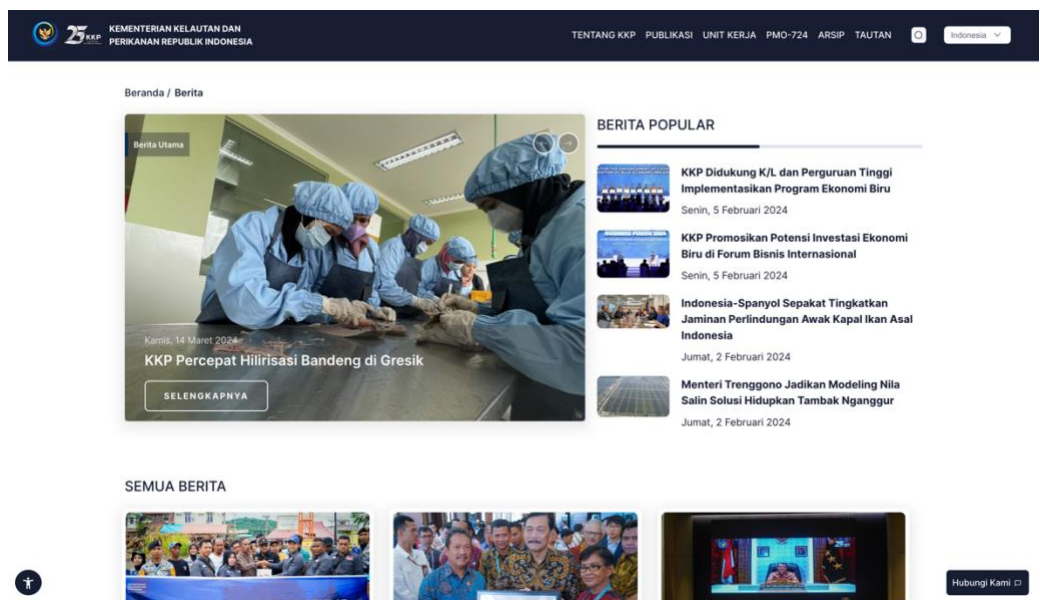 25 KKP
KEMENTERIAN KELAUTAN DAN
PERIKANAN REPUBLIK INDONESIA
TENTANG KKP PUBLIKASI UNIT KERJA PMO-724 ARSIP TAUTAN
Indonesia
Beranda / Berita
Berita Utama
Kamis, 14 Maret 2024
KKP Percepat Hilirisasi Bandeng di Gresik
SELENGKAPNYA
BERITA POPULAR
KKP Didukung K/L dan Perguruan Tinggi
Implementasikan Program Ekonomi Biru
Senin, 5 Februari 2024
KKP Promosikan Potensi Investasi Ekonomi
Biru di Forum Bisnis Internasional
Senin, 5 Februari 2024
Indonesia-Spanyol Sepakat Tingkatkan
Jaminan Perlindungan Awak Kapal Ikan Asal
Indonesia
Jumat, 2 Februari 2024
Menteri Trenggono Jadikan Modeling Nila
Salin Solusi Hidupkan Tambak Nganggur
Jumat, 2 Februari 2024
SEMUA BERITA
Hubungi Kami